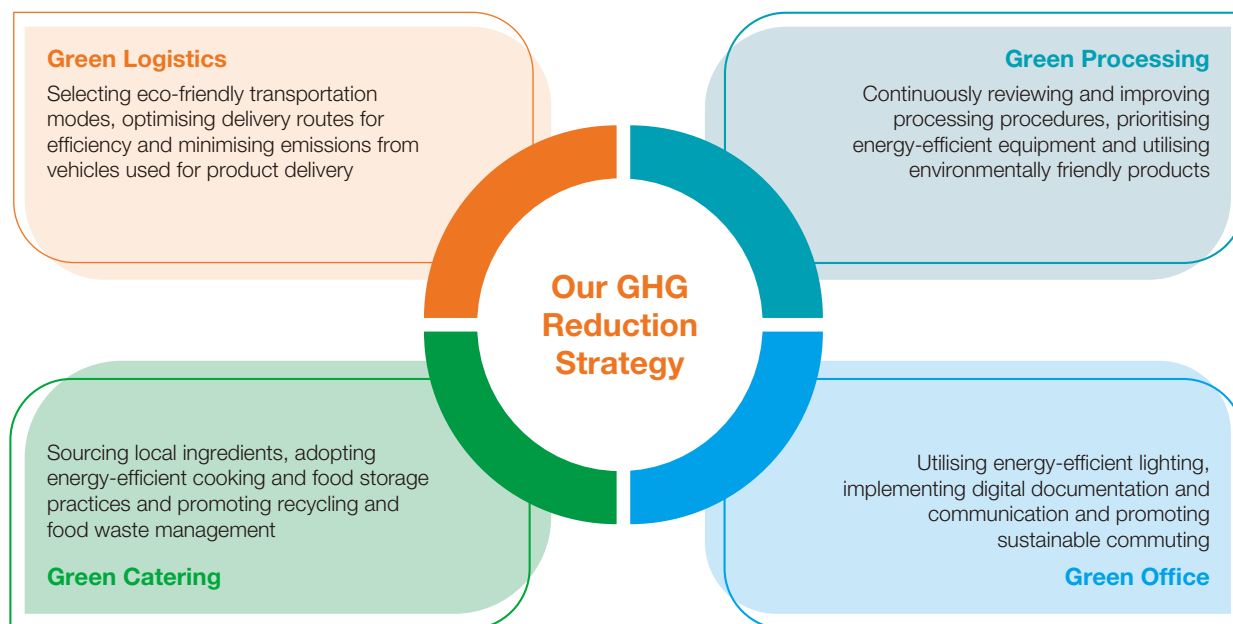 Green Logistics
Selecting eco-friendly transportation
modes, optimising delivery routes for
efficiency and minimising emissions from
vehicles used for product delivery
Green Processing
Continuously reviewing and improving
processing procedures, prioritising
energy-efficient equipment and utilising
environmentally friendly products
Our GHG
Reduction
Strategy
Sourcing local ingredients, adopting
energy-efficient cooking and food storage
practices and promoting recycling and
food waste management
Green Catering
Utilising energy-efficient lighting,
implementing digital documentation and
communication and promoting
sustainable commuting
Green Office